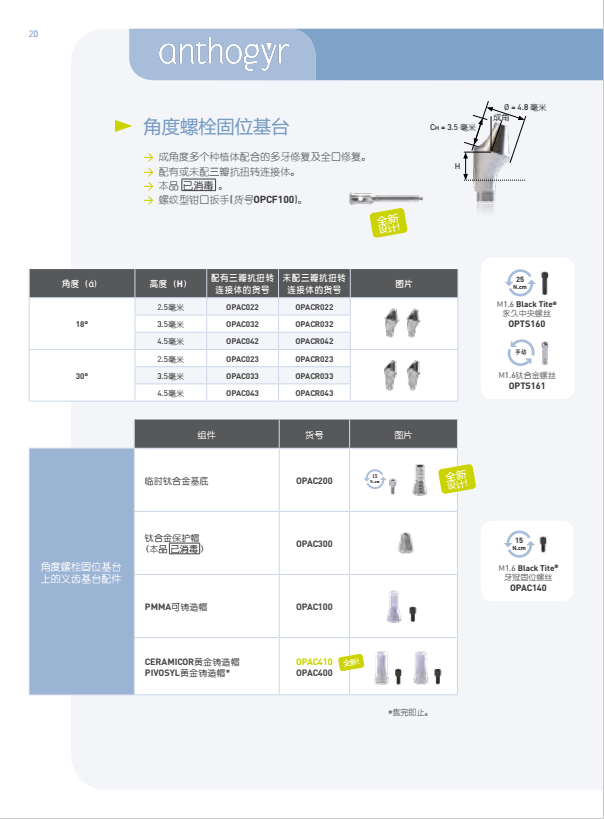 20
anthogyr
角度螺栓固位基台
成角度多个种植体配合的多牙修复及全口修复。
配有或未配三瓣抗扭转连接体。
本品 已消毒 。
螺纹型钳口扳手(货号OPCF100)。
全新
设计!
Ø = 4.8 毫米
成角
CH = 3.5 毫米
H
角度（ά） 高度（H） 配有三瓣抗扭转 未配三瓣抗扭转 图片
连接体的货号 连接体的货号
18° 2.5毫米 OPAC022 OPACR022
3.5毫米 OPAC032 OPACR032
4.5毫米 OPAC042 OPACR042
30° 2.5毫米 OPAC023 OPACR023
3.5毫米 OPAC033 OPACR033
4.5毫米 OPAC043 OPACR043
25
N.cm
M1.6 Black Tite®
永久中央螺丝
OPTS160
手动
M1.6钛合金螺丝
OPTS161
组件 货号 图片
角度螺栓固位基台
上的义齿基台配件
临时钛合金基底 OPAC200
15
N.cm
全新
设计!
钛合金保护帽
(本品 已消毒) OPAC300
PMMA可铸造帽 OPAC100
CERAMICOR黄金铸造帽 OPAC410 全新!
PIVOSYL黄金铸造帽* OPAC400
15
N.cm
M1.6 Black Tite®
牙冠固位螺丝
OPAC140
*售完即止。